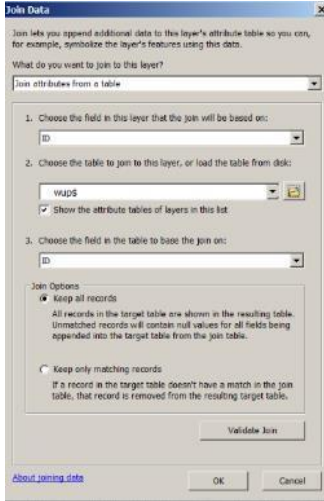 Join Data
Join lets you append additional data to this layer's attribute table so you can,
for example, symbolize the layer's features using this data.
What do you want to join to this layer?
Join attributes from a table
1. Choose the field in this layer that the join will be based on:
ID
2. Choose the table to join to this layer, or load the table from disk:
wup$
Show the attribute tables of layers in this list
3. Choose the field in the table to base the join on:
ID
Join Options
Keep all records
All records in the target table are shown in the resulting table.
Unmatched records will contain null values for all fields being
appended into the target table from the join table.
Keep only matching records
If a record in the target table doesn't have a match in the join
table, that record is removed from the resulting target table.
Validate Join
About joining data
OK
Cancel